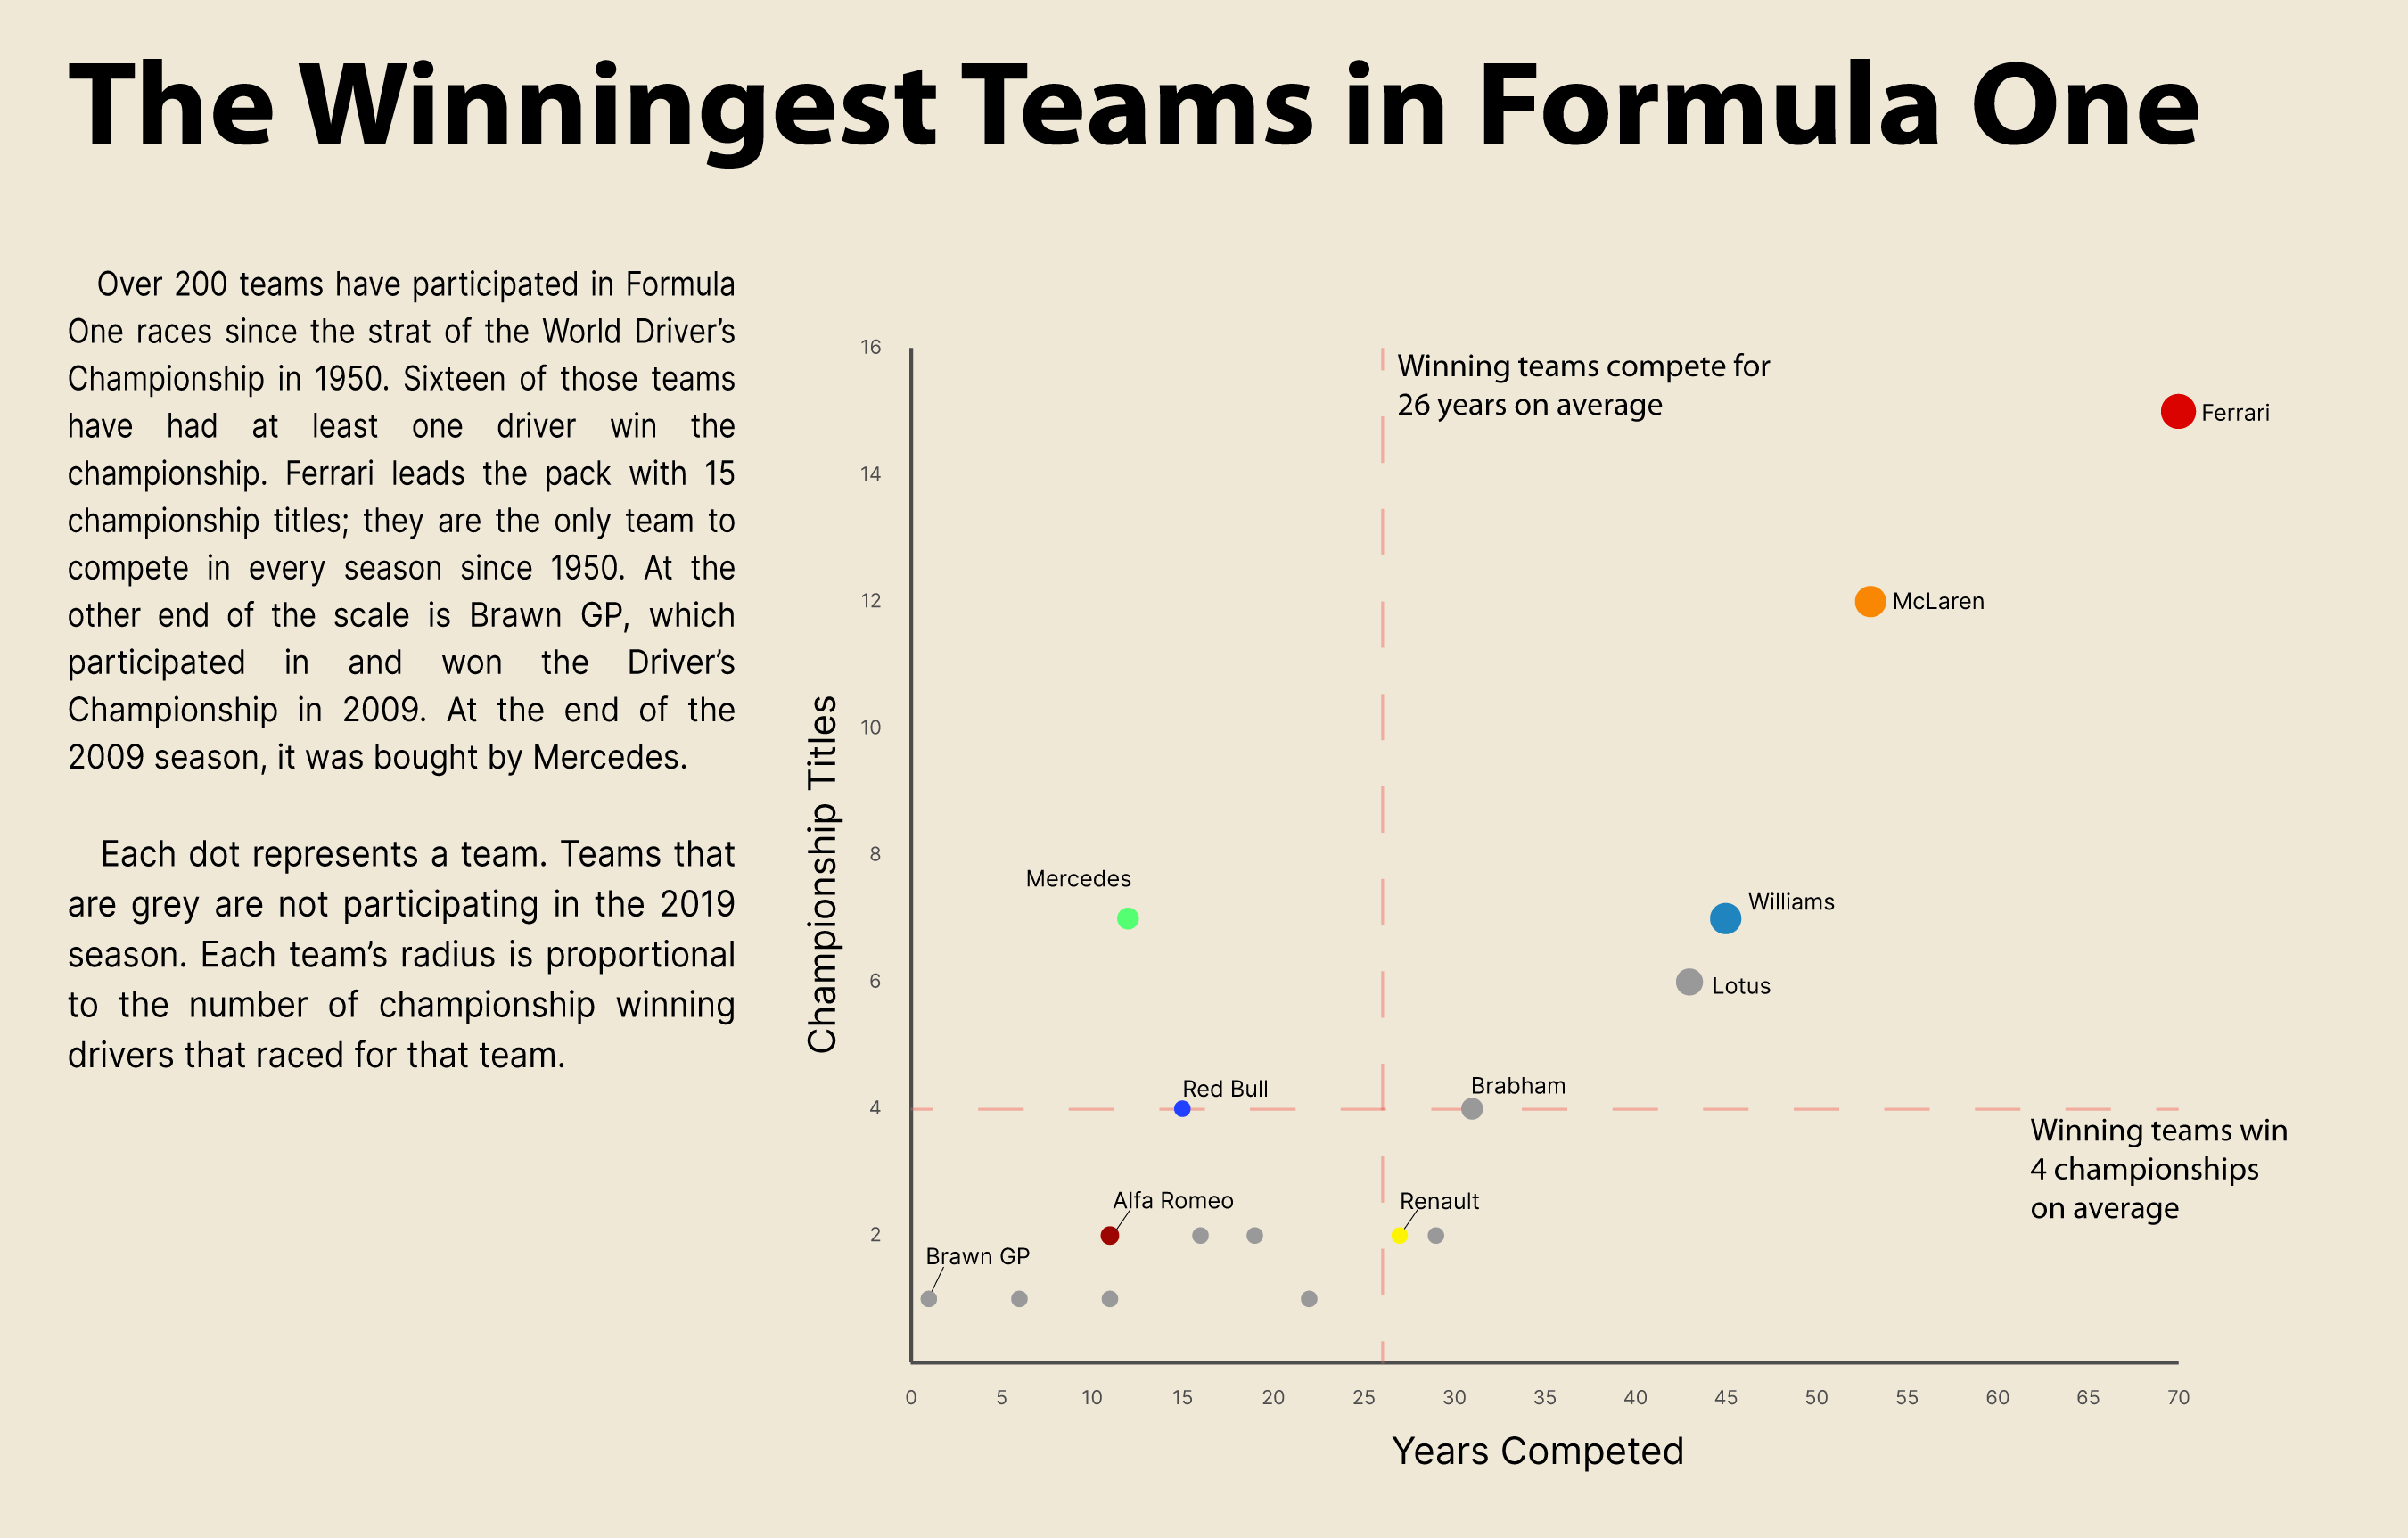 The Winningest Teams in Formula One
Over 200 teams have participated in Formula
One races since the strat of the World Driver’s
Championship in 1950. Sixteen of those teams
have had at least one driver win the
championship. Ferrari leads the pack with 15
championship titles; they are the only team to
compete in every season since 1950. At the
other end of the scale is Brawn GP, which
participated in and won the Driver’s
Championship in 2009. At the end of the
2009 season, it was bought by Mercedes.
Each dot represents a team. Teams that
are grey are not participating in the 2019
season. Each team’s radius is proportional
to the number of championship winning
drivers that raced for that team.
Championship Titles
16
14
12
10
8
6
4
2
Winning teams compete for
26 years on average
Ferrari
McLaren
Mercedes
Williams
Lotus
Red Bull
Brabham
Winning teams win
4 championships
on average
Alfa Romeo
Renault
Brawn GP
0 5 10 15 20 25 30 35 40 45 50 55 60 65 70
Years Competed